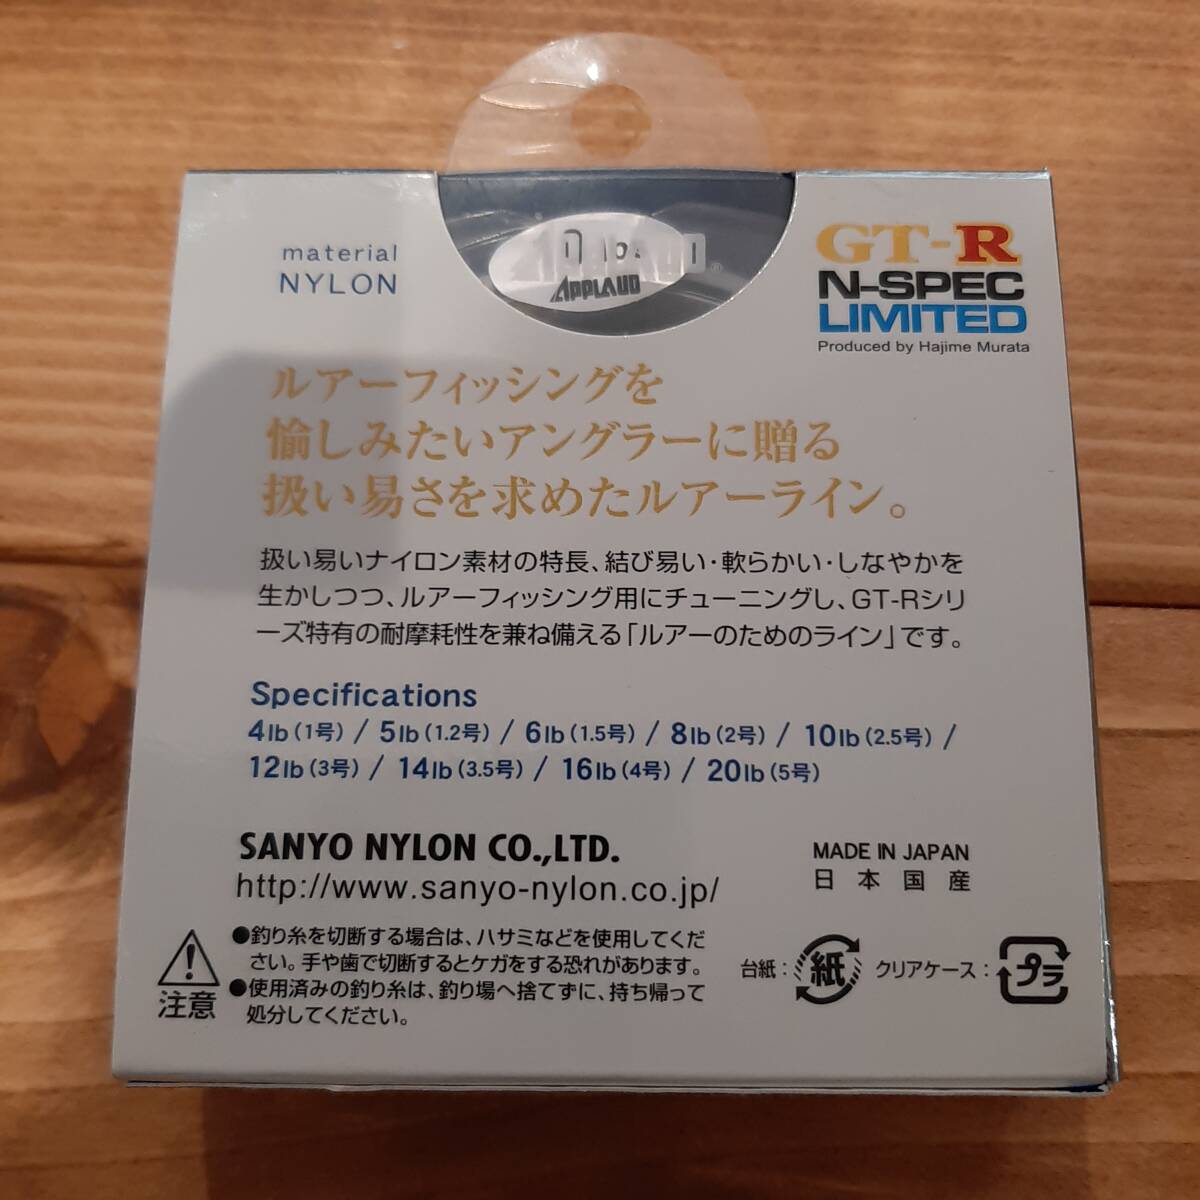 material
NYLON
APPLAUD
GT-R
N-SPEC
LIMITED
Produced by Hajime Murata
ルアーフィッシングを
愉しみたいアングラーに贈る
扱い易さを求めたルアーライン。
扱い易いナイロン素材の特長、結び易い・軟らかい・しなやかを
生かしつつ、ルアーフィッシング用にチューニングし、GT-Rシリ
ーズ特有の耐摩耗性を兼ね備える「ルアーのためのライン」です。
Specifications
4lb(1号) / 5lb(1.2号) / 6lb(1.5号) / 8lb(2号) / 10lb(2.5号) /
12lb(3号) / 14lb(3.5号) / 16lb(4号) / 20lb(5号)
SANYO NYLON CO.,LTD.
http://www.sanyo-nylon.co.jp/
MADE IN JAPAN
日本国産
注意
●釣り糸を切断する場合は、ハサミなどを使用してくだ
さい。手や歯で切断するとケガをする恐れがあります。
●使用済みの釣り糸は、釣り場へ捨てずに、持ち帰って
処分してください。
台紙：紙 クリアケース：プラ